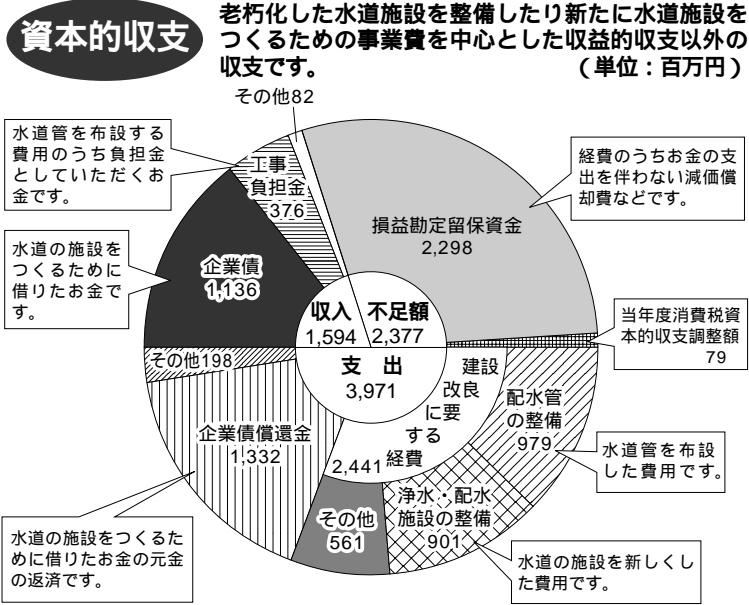 資本的収支
老朽化した水道施設を整備したり新たに水道施設を
つくるための事業費を中心とした収益的収支以外の
収支です。
（単位：百万円）
その他82
水道管を布設する
費用のうち負担金
としていただくお
金です。
工事
負担金
376
経費のうちお金の支
出を伴わない減価償
却費などです。
損益勘定留保資金
2,298
水道の施設を
つくるために
借りたお金で
す。
企業債
1,136
収入
1,594
不足額
2,377
当年度消費税資
本的収支調整額
79
その他198
支 出
3,971
建設
改良
に要
する
経費
2,441
配水管
の整備
979
企業債償還金
1,332
水道管を布設
した費用です。
浄水・配水
施設の整備
901
その他
561
水道の施設をつくるた
めに借りたお金の元金
の返済です。
水道の施設を新しくし
た費用です。